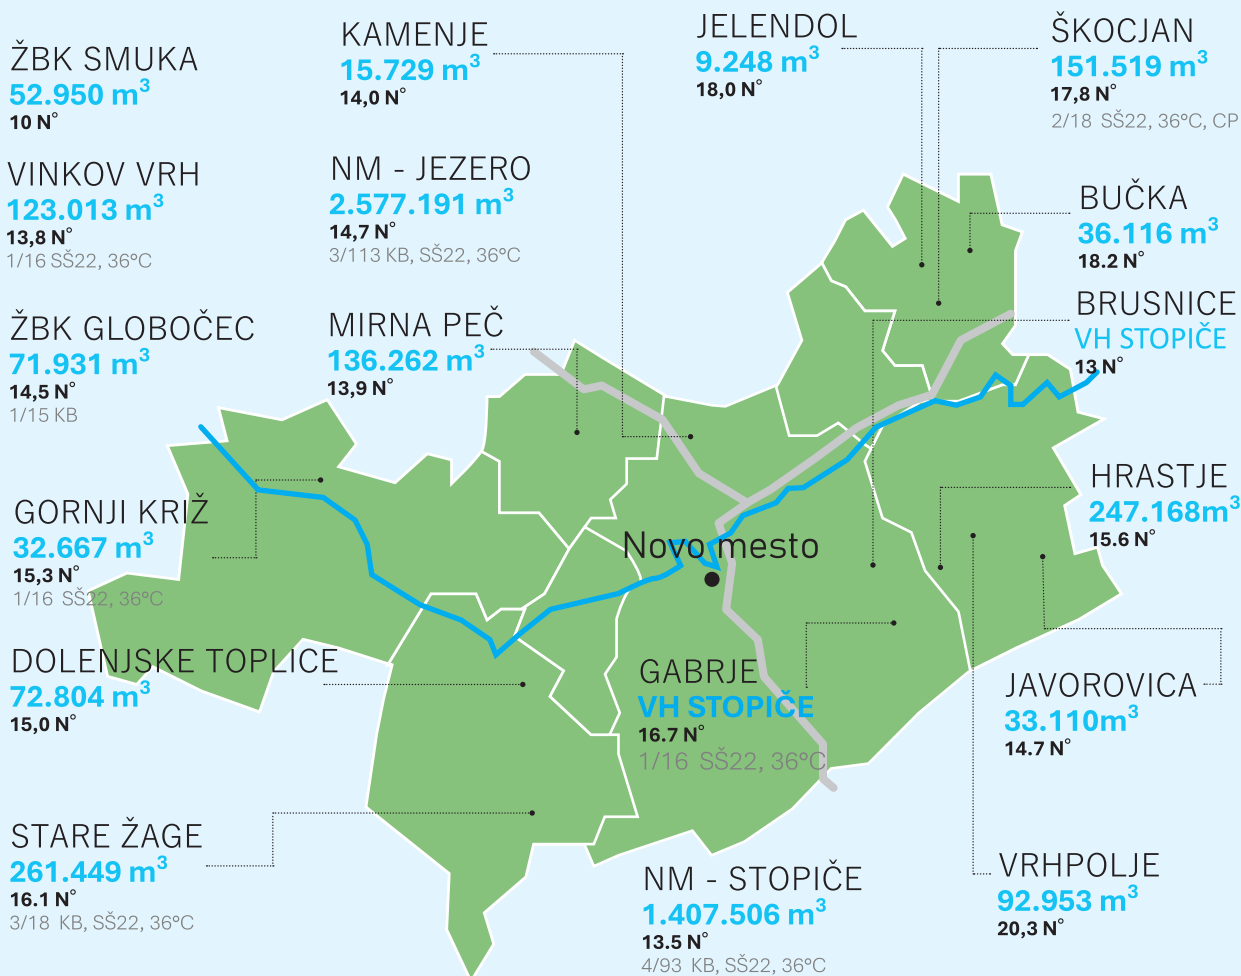 ŽBK SMUKA
52.950 m³
10 N°
VINKOV VRH
123.013 m³
13,8 N°
1/16 SŠ22, 36ºC
ŽBK GLOBOČEC
71.931 m³
14,5 N°
1/15 KB
GORNJI KRIŽ
32.667 m³
15,3 N°
1/16 SŠ22, 36ºC
DOLENJSKE TOPLICE
72.804 m³
15,0 N°
STARE ŽAGE
261.449 m³
16.1 N°
3/18 KB, SŠ22, 36ºC
KAMENJE
15.729 m³
14,0 N°
NM - JEZERO
2.577.191 m³
14,7 N°
3/113 KB, SŠ22, 36ºC
MIRNA PEČ
136.262 m³
13,9 N°
Novo mesto
GABRJE
VH STOPIČE
16.7 N°
1/16 SŠ22, 36ºC
NM - STOPIČE
1.407.506 m³
13.5 N°
4/93 KB, SŠ22, 36ºC
JELENDOL
9.248 m³
18,0 N°
ŠKOCJAN
151.519 m³
17,8 N°
2/18 SŠ22, 36ºC, CP
BUČKA
36.116 m³
18.2 N°
BRUSNICE
VH STOPIČE
13 N°
HRASTJE
247.168m³
15.6 N°
JAVOROVICA
33.110m³
14.7 N°
VRHPOLJE
92.953 m³
20,3 N°